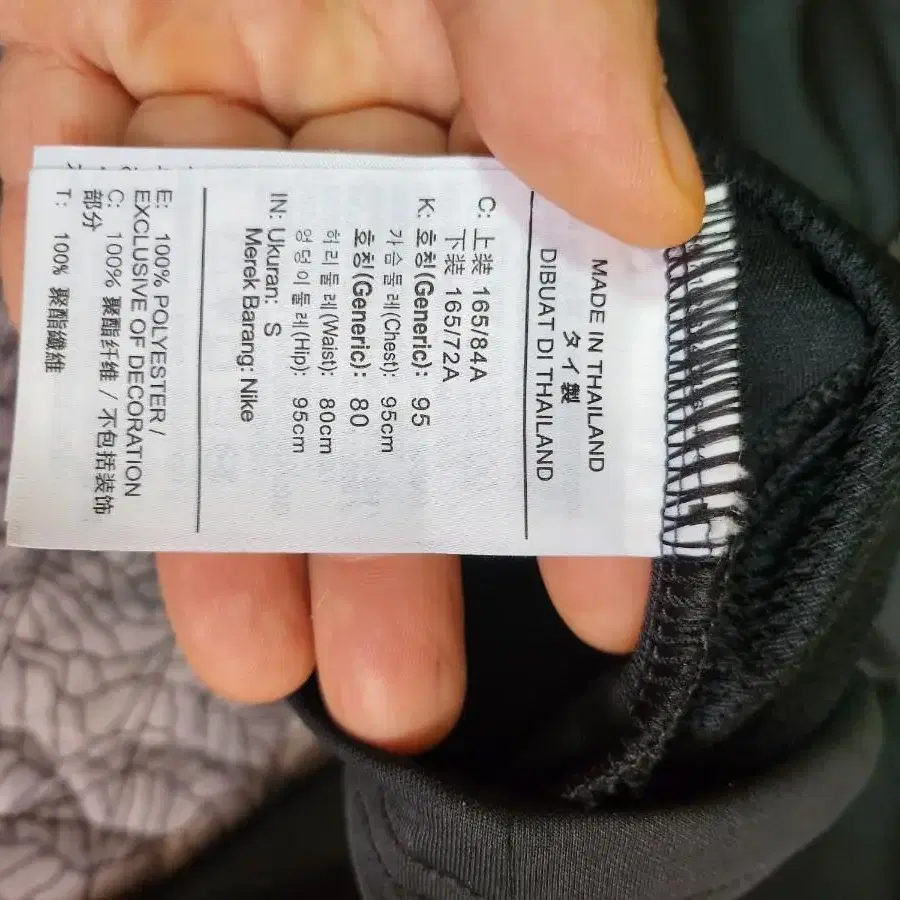 MADE IN THAILAND
タイ製
DIBUAT DI THAILAND
C: 上装 165/84A
下装 165/72A
K: 호칭(Generic): 95
가슴둘레(Chest): 95cm
호칭(Generic): 80
허리둘레(Waist): 80cm
엉덩이둘레(Hip): 95cm
IN: Ukuran: S
Merek Barang: Nike
E: 100% POLYESTER /
EXCLUSIVE OF DECORATION
C: 100% 聚酯纤维 / 不包括装饰
部分
T: 100% 聚酯纖維